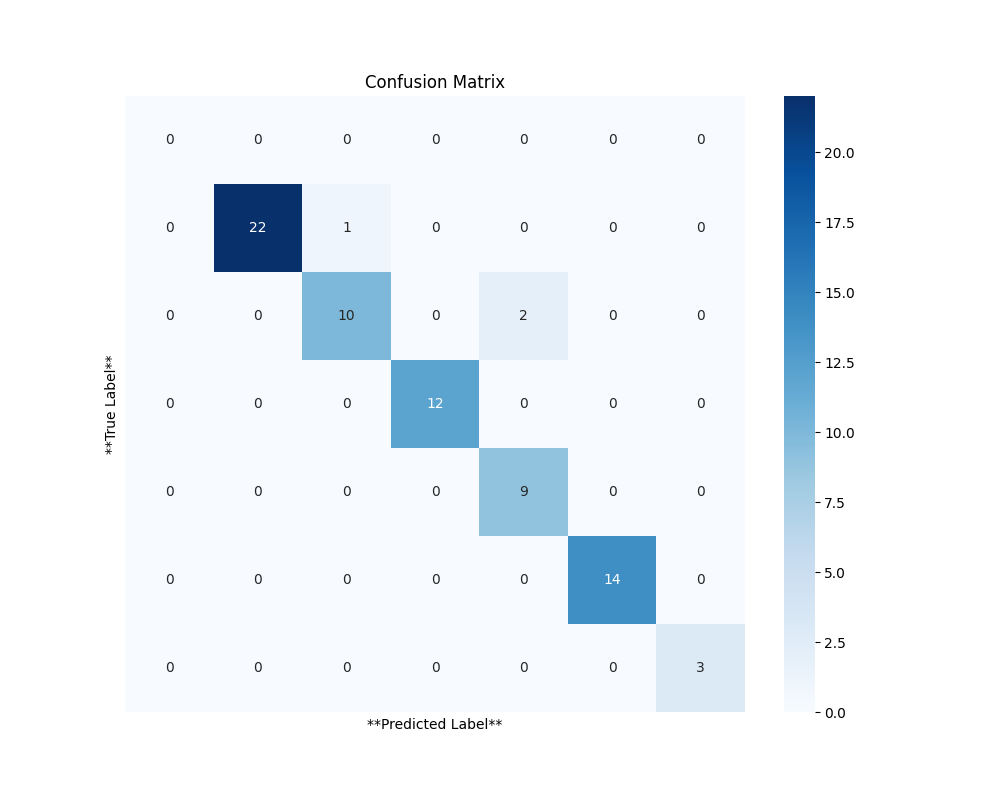 Confusion Matrix
0 0 0 0 0 0 0
0 22 1 0 0 0 0
0 0 10 0 2 0 0
0 0 0 12 0 0 0
0 0 0 0 9 0 0
0 0 0 0 0 14 0
0 0 0 0 0 0 3
**True Label**
**Predicted Label**
20.0
17.5
15.0
12.5
10.0
7.5
5.0
2.5
0.0